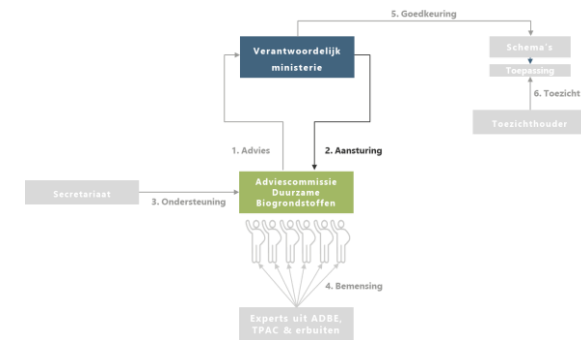 5. Goedkeuring
Verantwoordelijk
ministerie
Schema's
Toepassing
6. Toezicht
Toezichthouder
1. Advies
2. Aansturing
Adviescommissie
Duurzame
Biogrondstoffen
Secretariaat
3. Ondersteuning
4. Bemensing
Experts uit ADBE,
TPAC & erbuiten